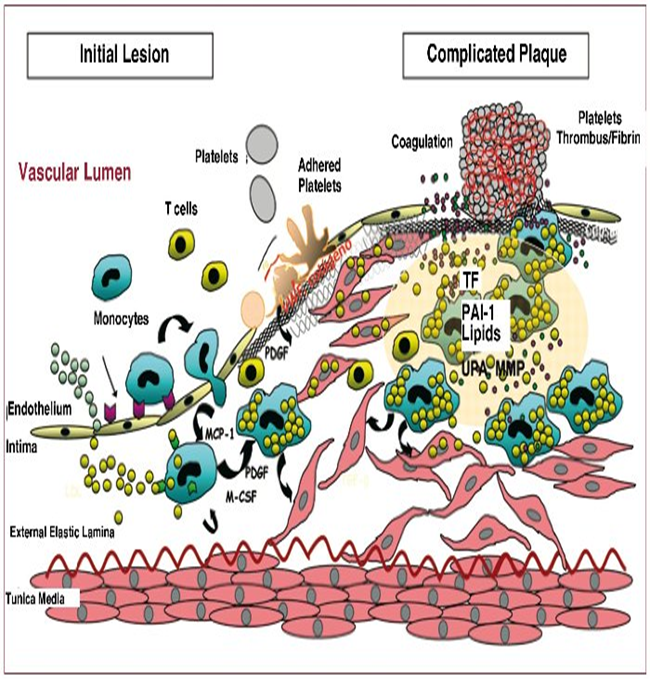 Initial Lesion
Complicated Plaque
Platelets
Thrombus/Fibrin
Coagulation
Platelets
Adhered
Platelets
Vascular Lumen
T cells
TF
PAI-1
Lipids
Monocytes
PDGF
UPA, MMP
Endothelium
MCP-1
Intima
PDGF
M-CSF
External Elastic Lamina
Tunica Media